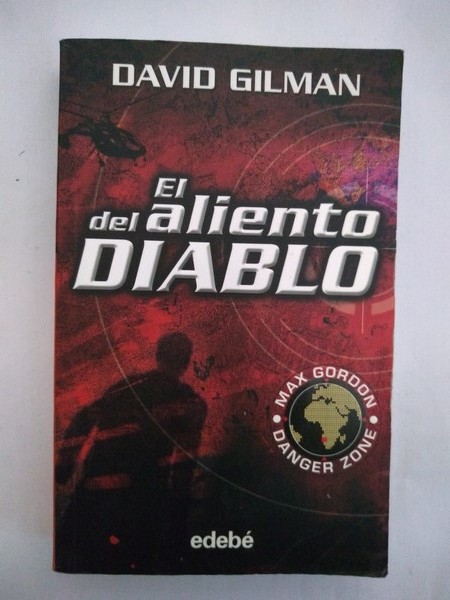 DAVID GILMAN
El
del aliento
DIABLO
MAX GORDON
DANGER ZONE
edebé